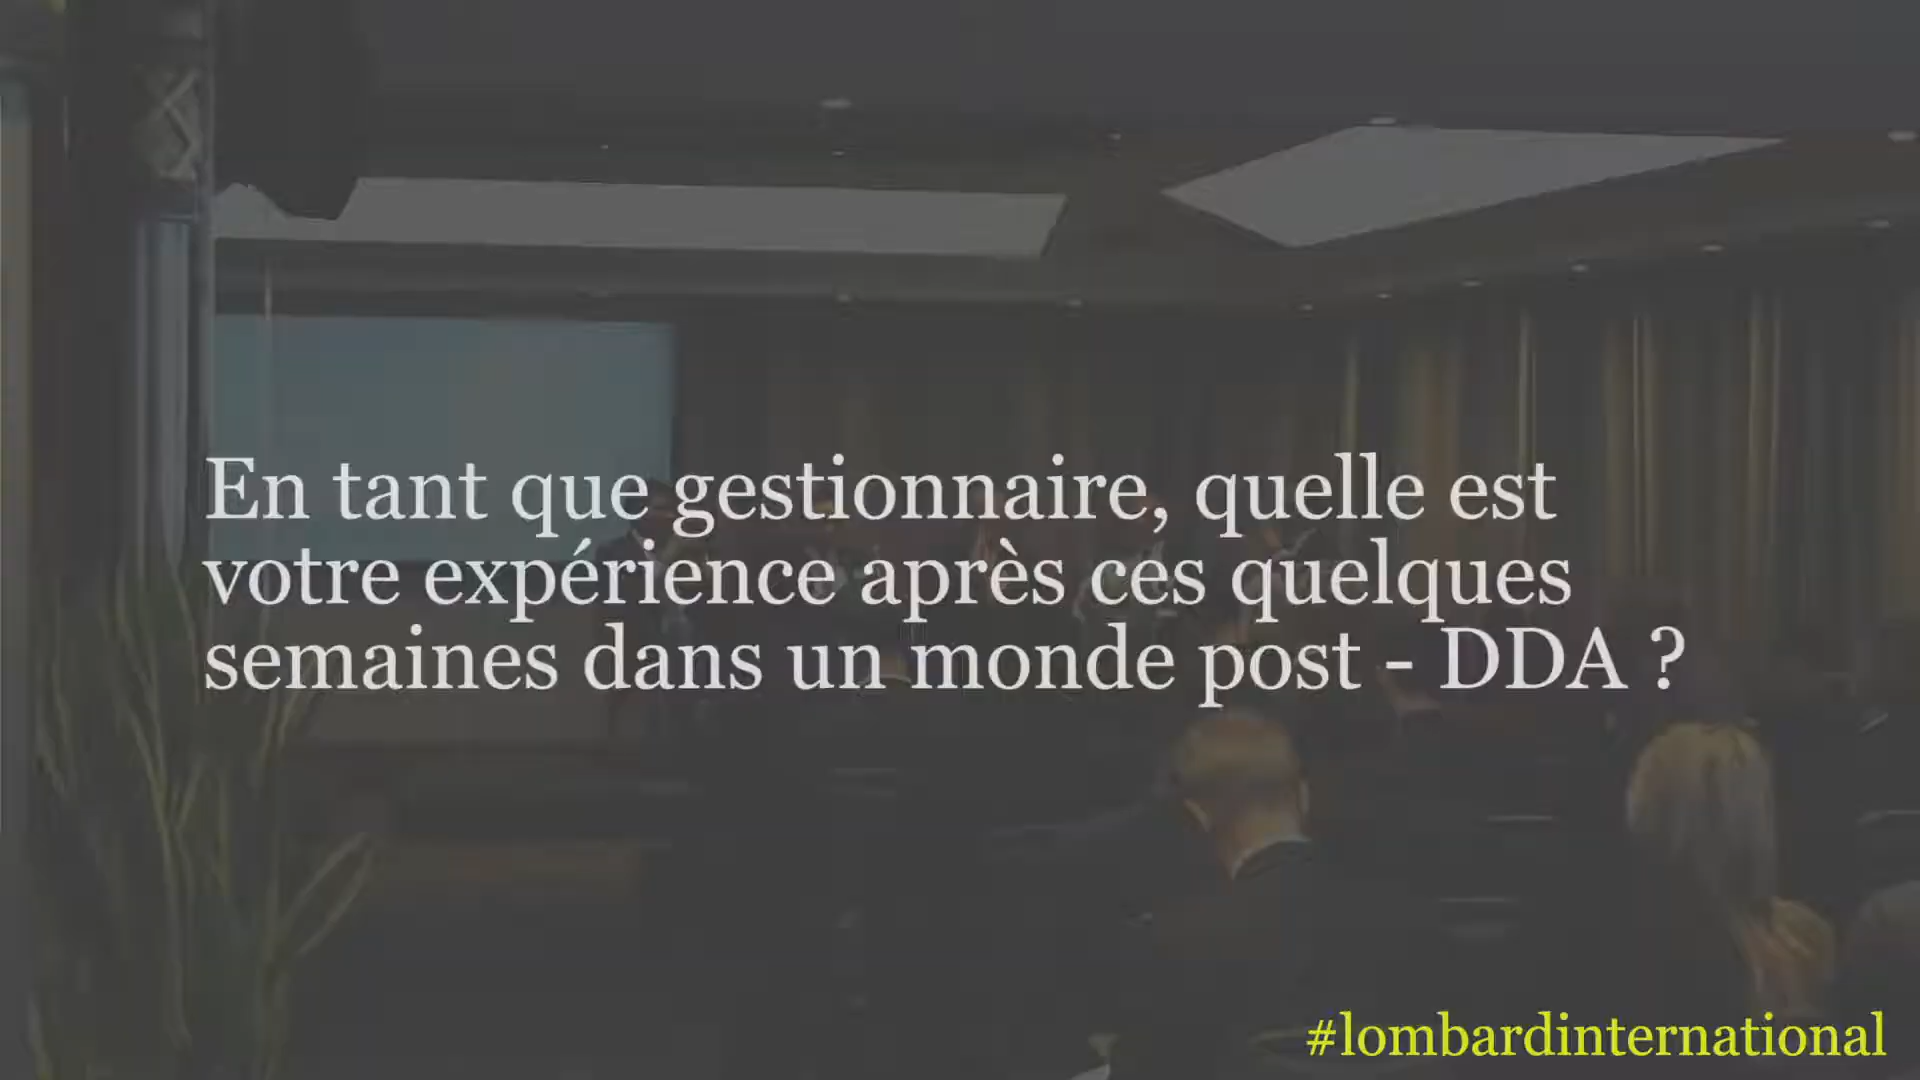 En tant que gestionnaire, quelle est
votre expérience après ces quelques
semaines dans un monde post - DDA ?
#lombardinternational